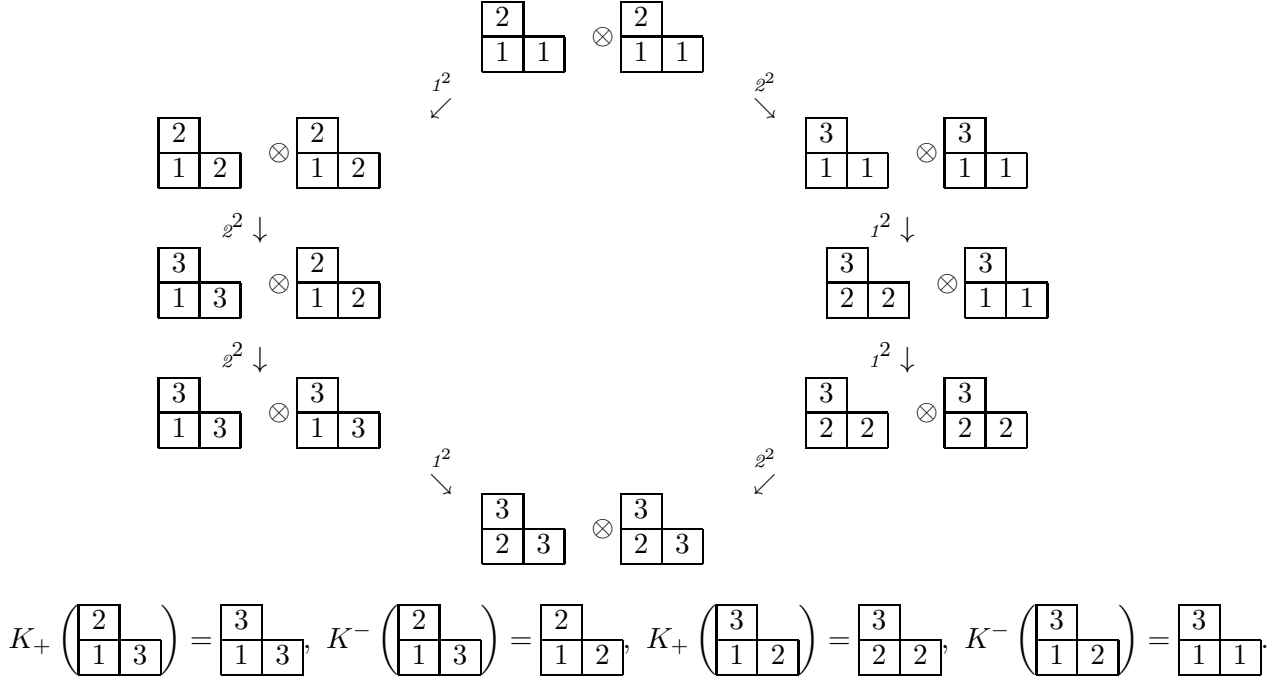 2 ⊗ 2
1 1 1 1
1² ↙ 2² ↘
2 ⊗ 2 3 ⊗ 3
1 2 1 2 1 1 1 1
2² ↓ 1² ↓
3 ⊗ 2 3 ⊗ 3
1 3 1 2 2 2 1 1
2² ↓ 1² ↓
3 ⊗ 3 3 ⊗ 3
1 3 1 3 2 2 2 2
1² ↘ 2² ↙
3 ⊗ 3
2 3 2 3
2 3 2 2 3 3 3 3
K₊ ( 1 3 ) = 1 3 , K⁻ ( 1 3 ) = 1 2 , K₊ ( 1 2 ) = 2 2 , K⁻ ( 1 2 ) = 1 1 .